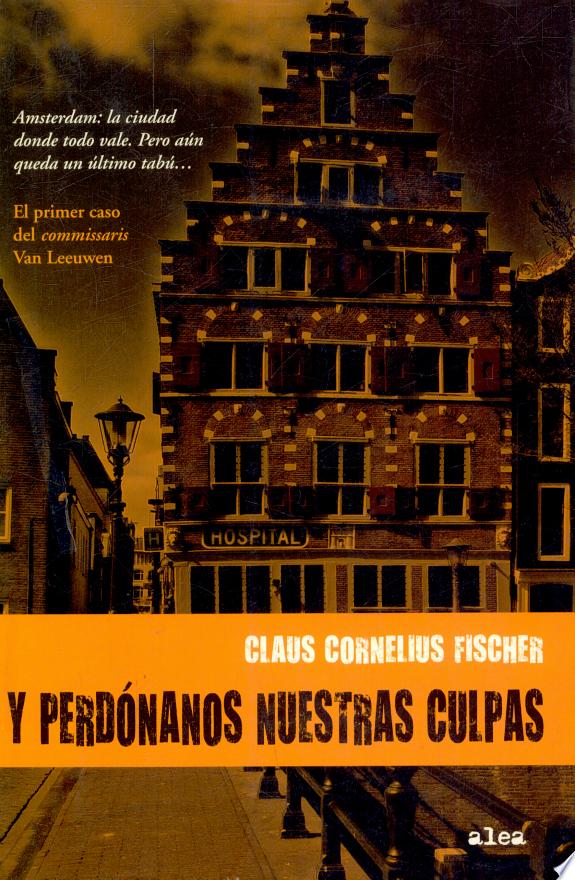 Amsterdam: la ciudad
donde todo vale. Pero aún
queda un último tabú...
El primer caso
del commissaris
Van Leeuwen
H
HOSPITAL
CLAUS CORNELIUS FISCHER
Y PERDÓNANOS NUESTRAS CULPAS
alea